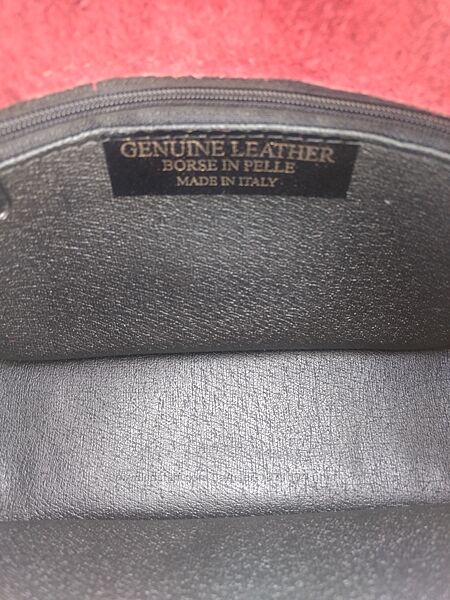 GENUINE LEATHER
BORSE IN PELLE
MADE IN ITALY